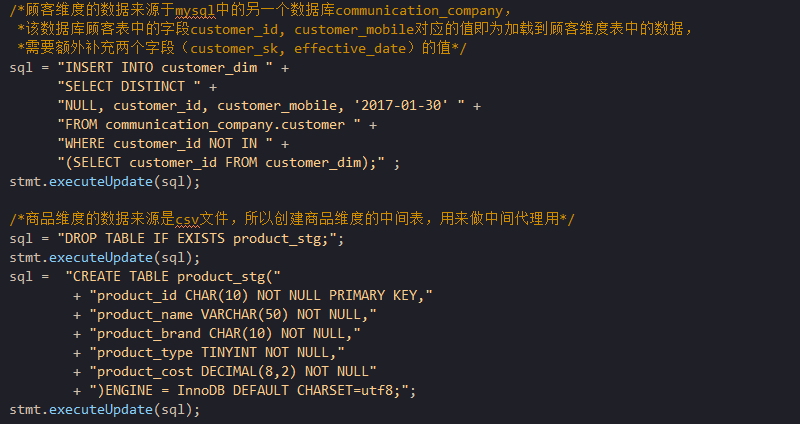 /*顾客维度的数据来源于mysql中的另一个数据库communication_company，
*该数据库顾客表中的字段customer_id, customer_mobile对应的值即为加载到顾客维度表中的数据，
*需要额外补充两个字段（customer_sk, effective_date）的值*/
sql = "INSERT INTO customer_dim " +
"SELECT DISTINCT " +
"NULL, customer_id, customer_mobile, '2017-01-30' " +
"FROM communication_company.customer " +
"WHERE customer_id NOT IN " +
"(SELECT customer_id FROM customer_dim);" ;
stmt.executeUpdate(sql);
/*商品维度的数据来源是csv文件，所以创建商品维度的中间表，用来做中间代理用*/
sql = "DROP TABLE IF EXISTS product_stg;";
stmt.executeUpdate(sql);
sql =  "CREATE TABLE product_stg("
+ "product_id CHAR(10) NOT NULL PRIMARY KEY,"
+ "product_name VARCHAR(50) NOT NULL,"
+ "product_brand CHAR(10) NOT NULL,"
+ "product_type TINYINT NOT NULL,"
+ "product_cost DECIMAL(8,2) NOT NULL"
+ ")ENGINE = InnoDB DEFAULT CHARSET=utf8;";
stmt.executeUpdate(sql);